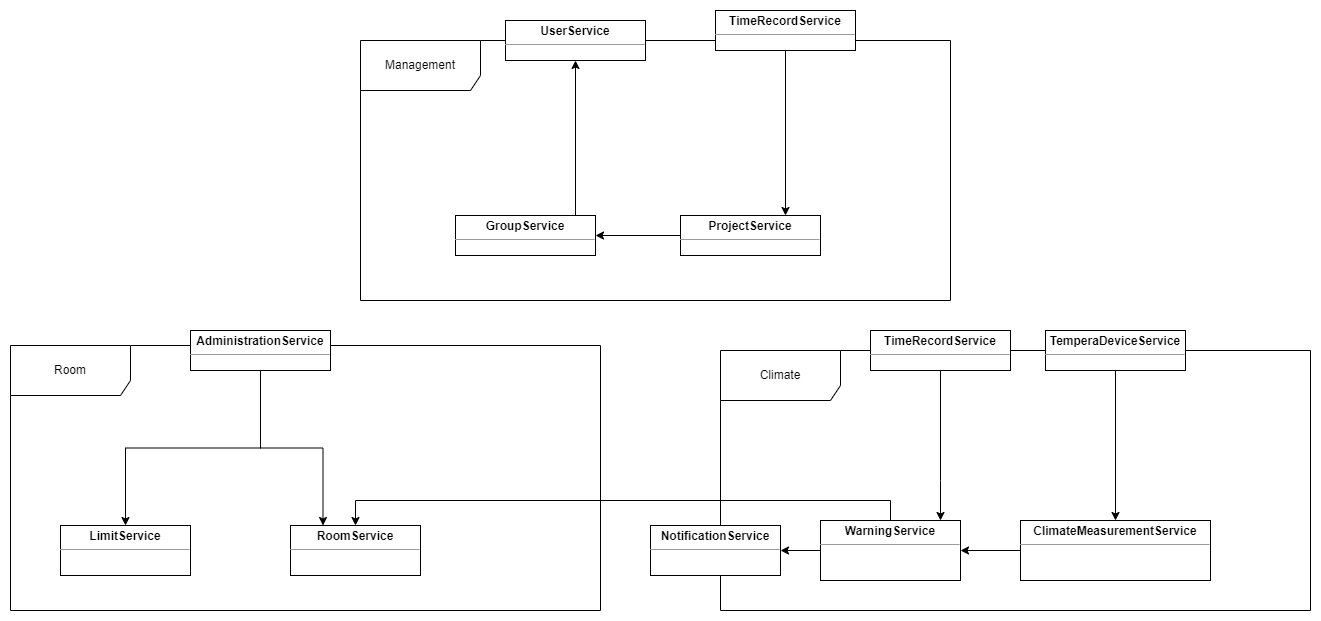 TimeRecordService
UserService
Management
GroupService
ProjectService
AdministrationService
Room
LimitService
RoomService
TimeRecordService
TemperaDeviceService
Climate
NotificationService
WarningService
ClimateMeasurementService